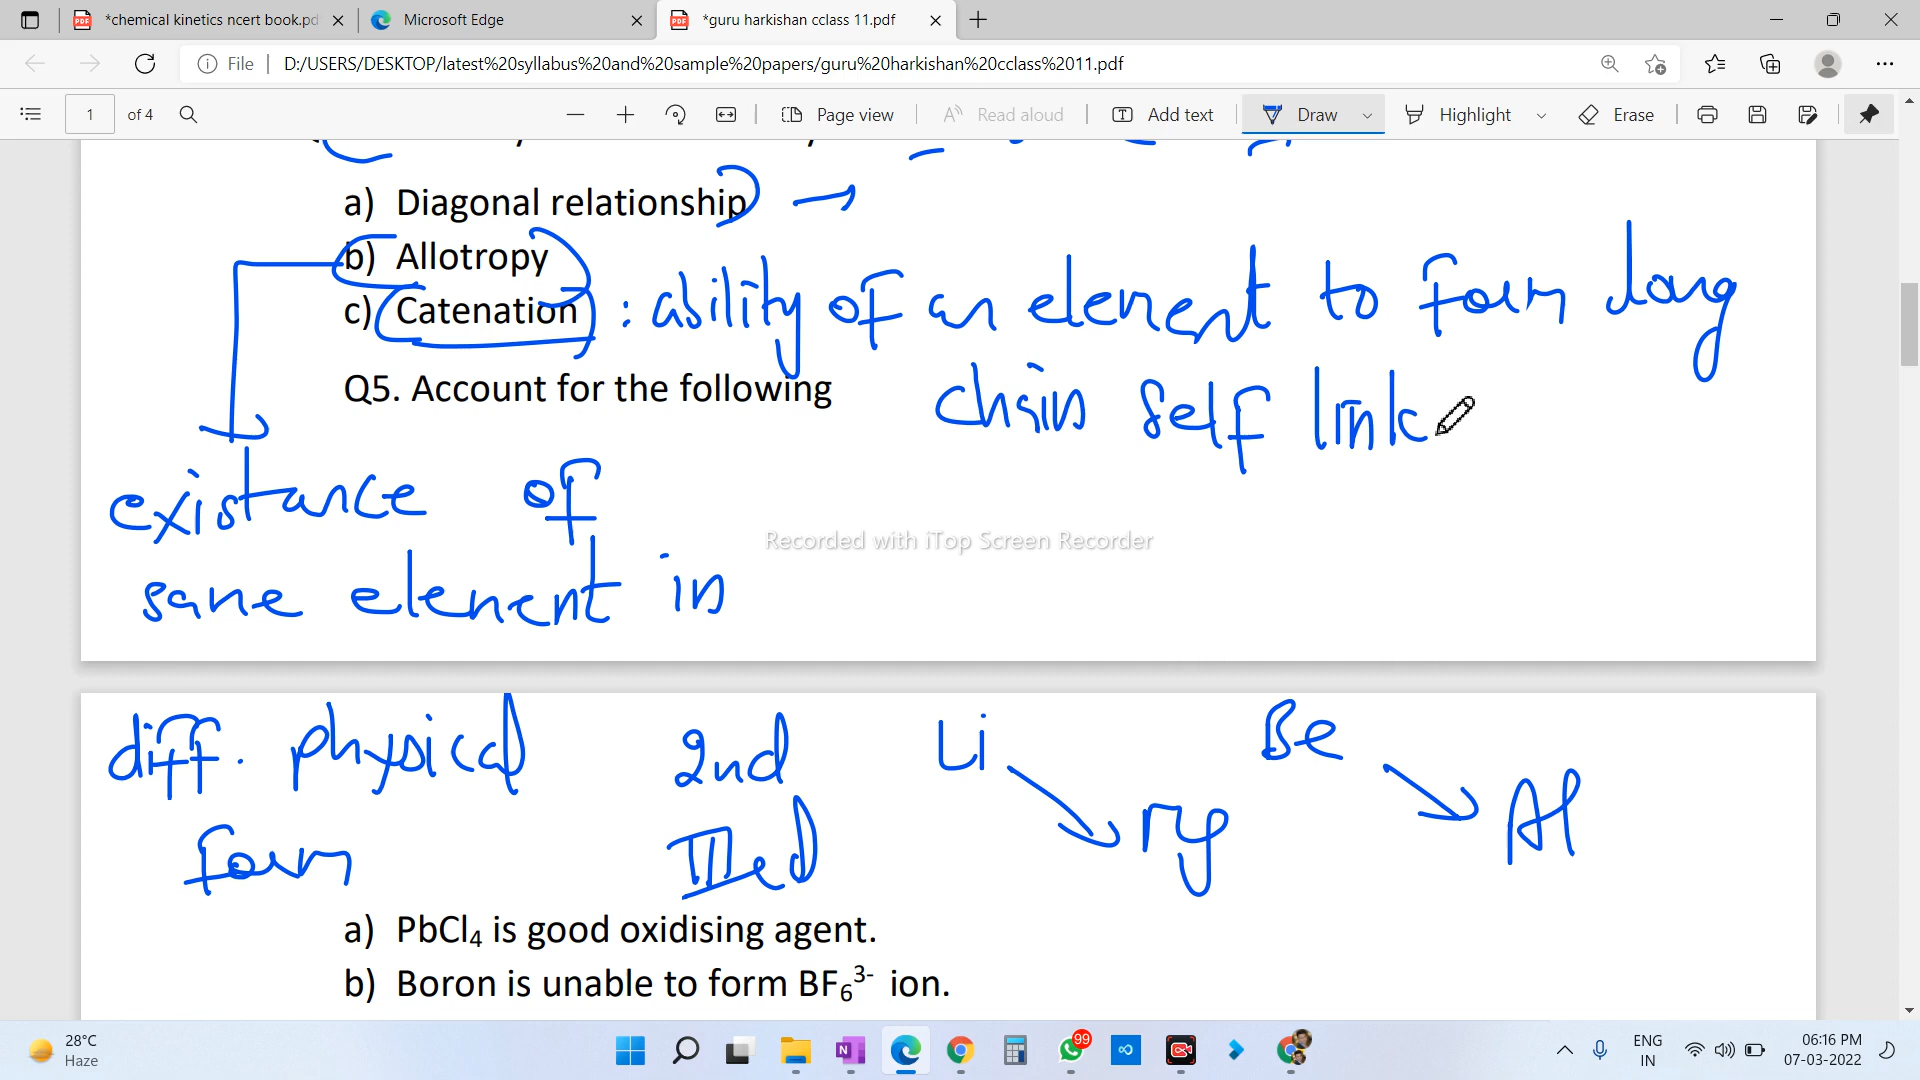 *chemical kinetics ncert book.pd
Microsoft Edge
*guru harkishan cclass 11.pdf
File
D:/USERS/DESKTOP/latest%20syllabus%20and%20sample%20papers/guru%20harkishan%20cclass%2011.pdf
1 of 4
Page view
Read aloud
Add text
Draw
Highlight
Erase
a) Diagonal relationship
b) Allotropy
c) Catenation : ability of an element to form long
chain self link
Q5. Account for the following
existance of
same element in
Recorded with iTop Screen Recorder
diff. physical
form
2nd
IIIed
Li
Mg
Be
Al
a) PbCl₄ is good oxidising agent.
b) Boron is unable to form BF₆³⁻ ion.
28°C
Haze
99
ENG
IN
06:16 PM
07-03-2022